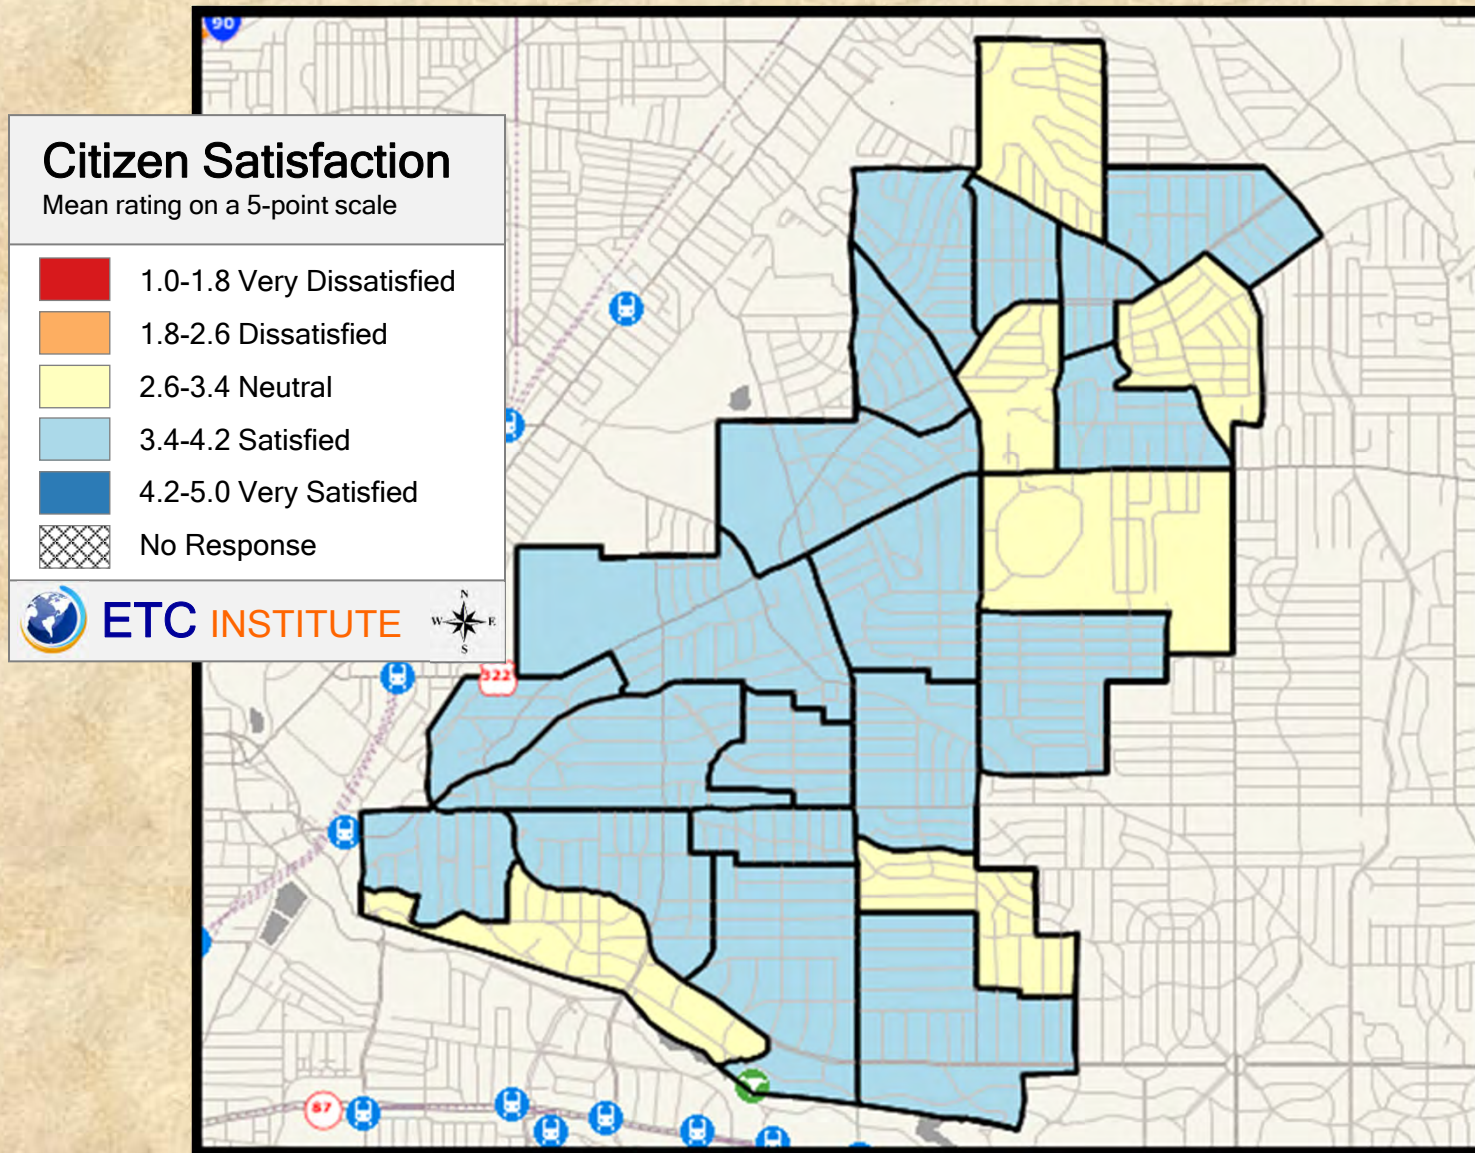 90
Citizen Satisfaction
Mean rating on a 5-point scale
1.0-1.8 Very Dissatisfied
1.8-2.6 Dissatisfied
2.6-3.4 Neutral
3.4-4.2 Satisfied
4.2-5.0 Very Satisfied
No Response
ETC INSTITUTE
N
W E
S
322
87